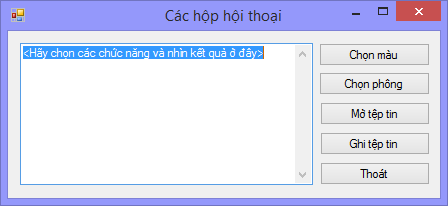 Các hộp hội thoại
<Hãy chọn các chức năng và nhìn kết quả ở đây>
Chọn màu
Chọn phông
Mở tệp tin
Ghi tệp tin
Thoát